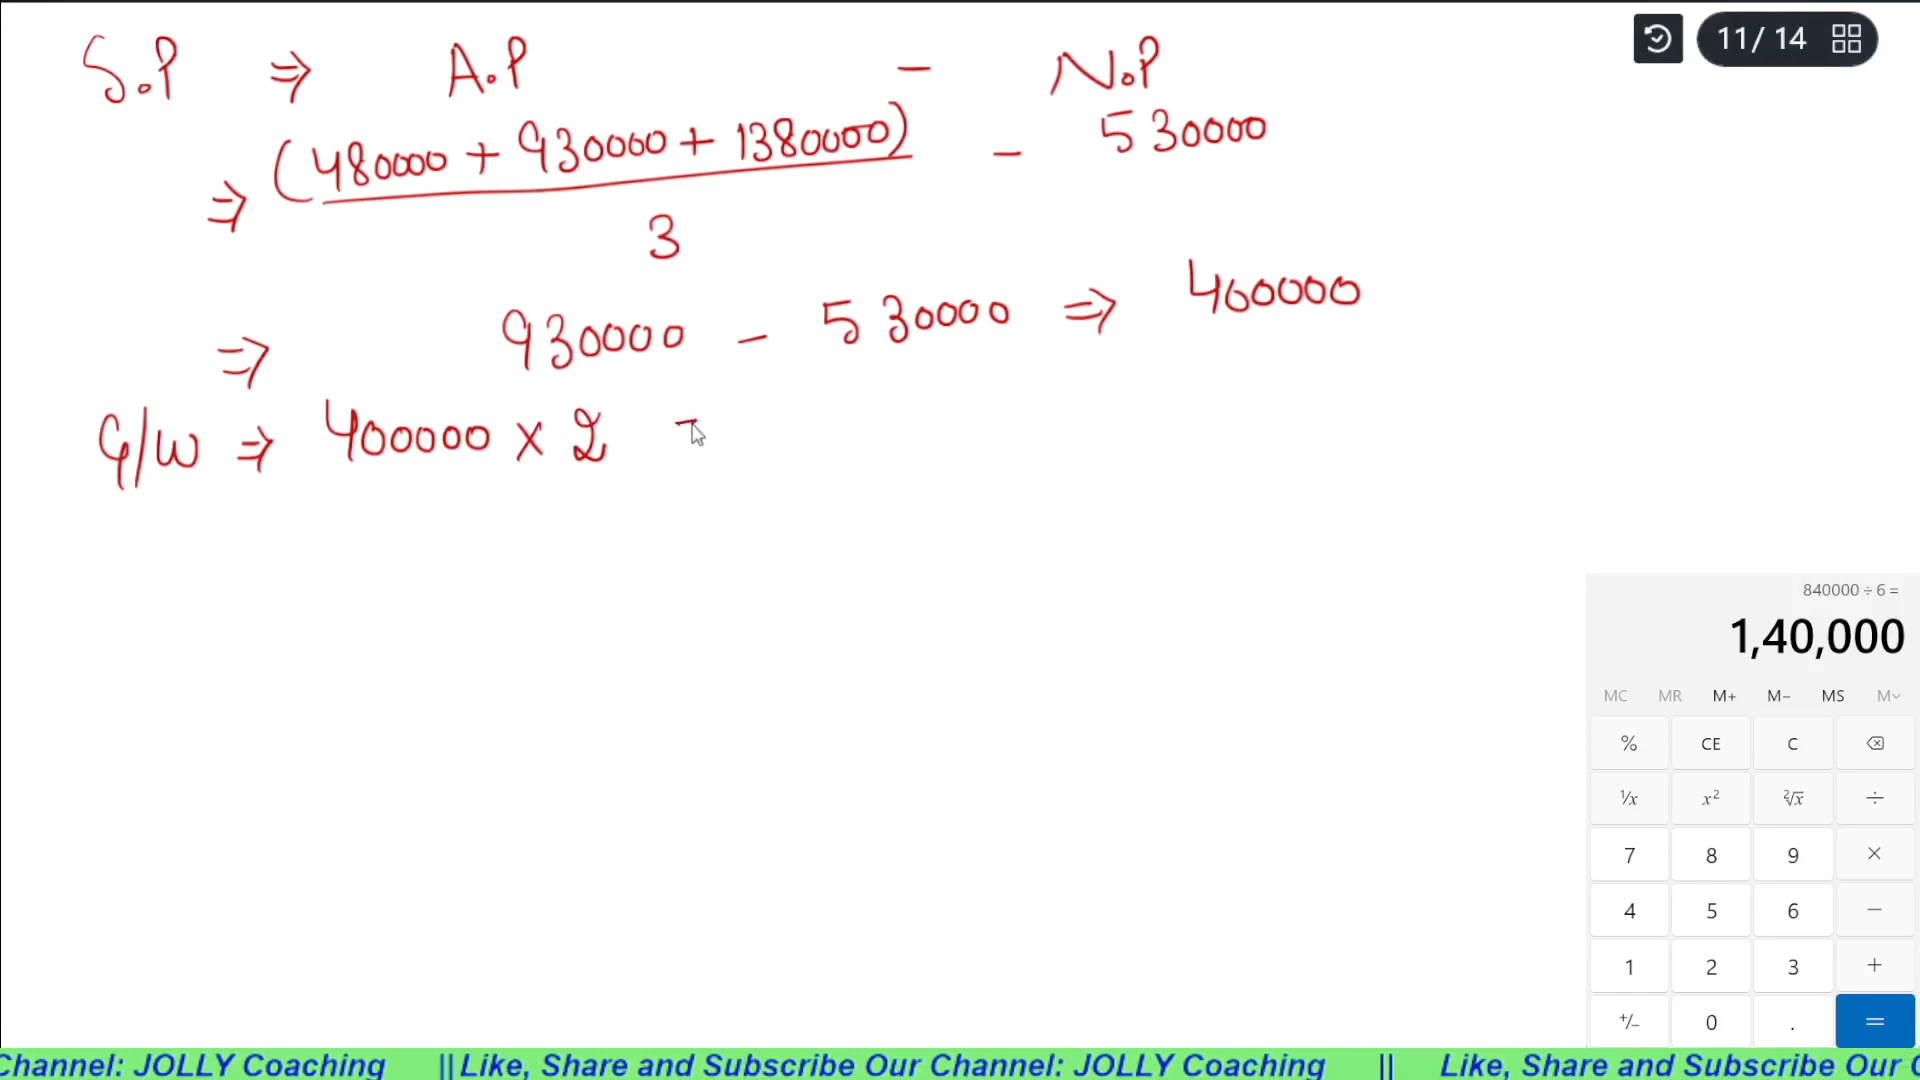 S.P ⇒ A.P - N.P
⇒ (480000 + 930000 + 1380000) - 530000
3
⇒ 930000 - 530000 ⇒ 400000
G/W ⇒ 400000 × 2 -
11/ 14
840000 ÷ 6 =
1,40,000
MC MR M+ M- MS M˅
% CE C ⌫
¹/x x² ²√x ÷
7 8 9 ×
4 5 6 −
1 2 3 +
+/− 0 . =
Channel: JOLLY Coaching || Like, Share and Subscribe Our Channel: JOLLY Coaching || Like, Share and Subscribe Our C